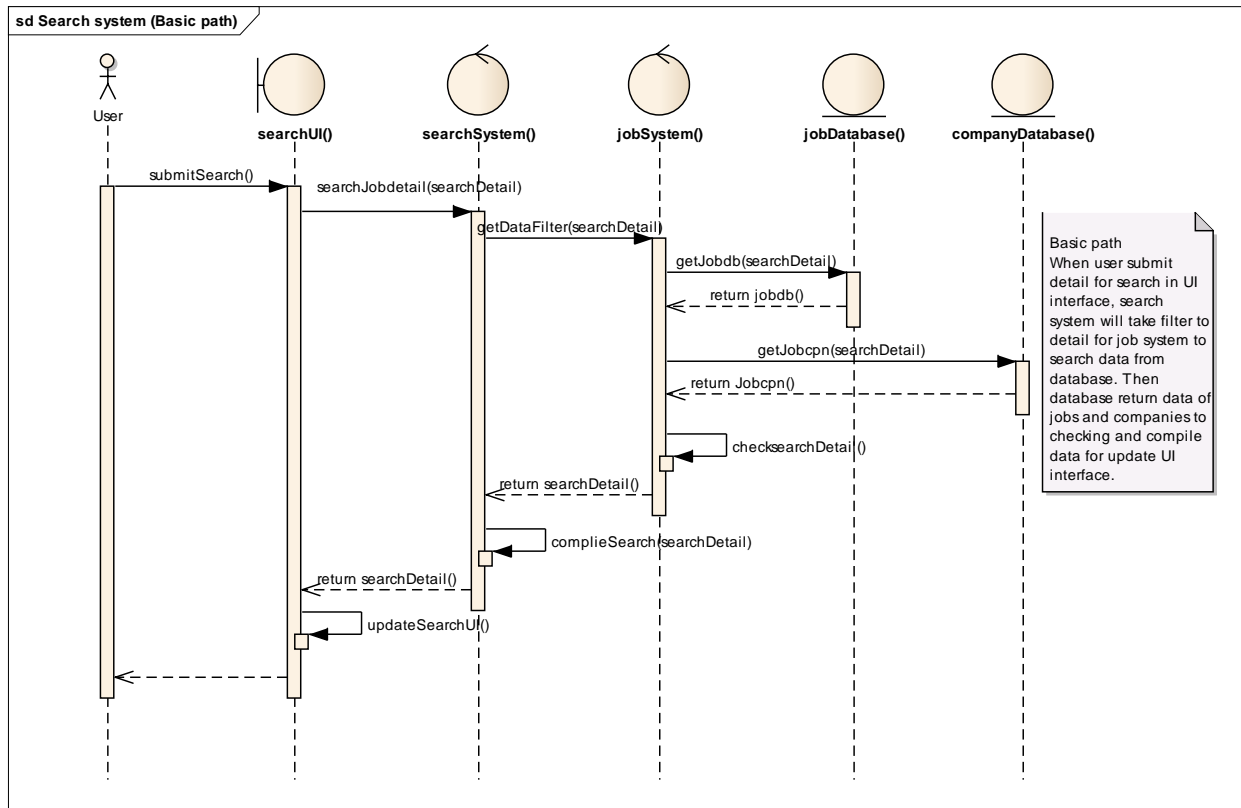 sd Search system (Basic path)
User
searchUI()
searchSystem()
jobSystem()
jobDatabase()
companyDatabase()
submitSearch()
searchJobdetail(searchDetail)
getDataFilter(searchDetail)
getJobdb(searchDetail)
return jobdb()
getJobcpn(searchDetail)
return Jobcpn()
checksearchDetail()
return searchDetail()
complieSearch(searchDetail)
return searchDetail()
updateSearchUI()
Basic path
When user submit
detail for search in UI
interface, search
system will take filter to
detail for job system to
search data from
database. Then
database return data of
jobs and companies to
checking and compile
data for update UI
interface.